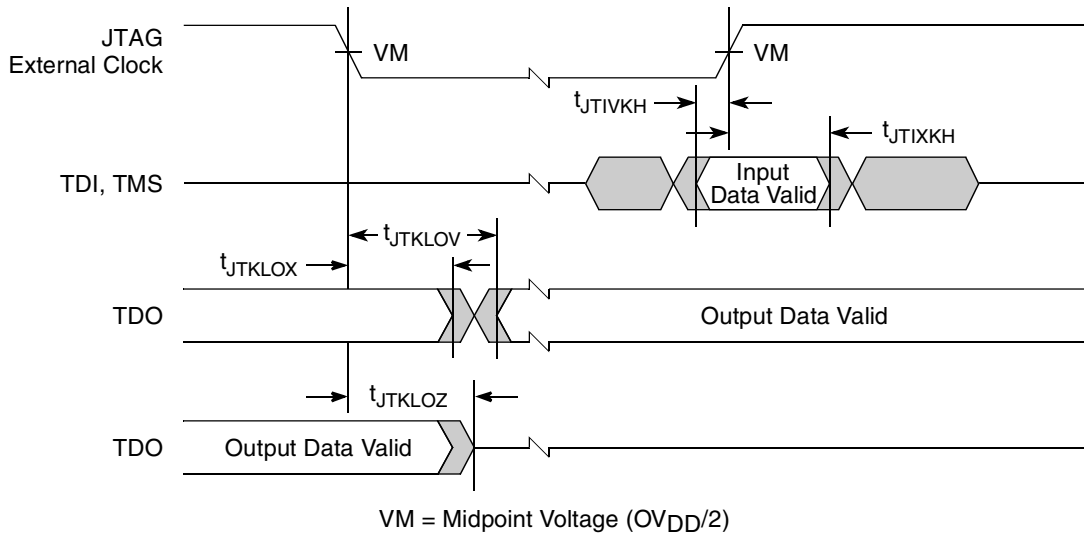 JTAG
External Clock
VM
VM
tJTIVKH
tJTIXKH
TDI, TMS
Input
Data Valid
tJTKLOV
tJTKLOX
TDO
Output Data Valid
tJTKLOZ
TDO
Output Data Valid
VM = Midpoint Voltage (OVDD/2)